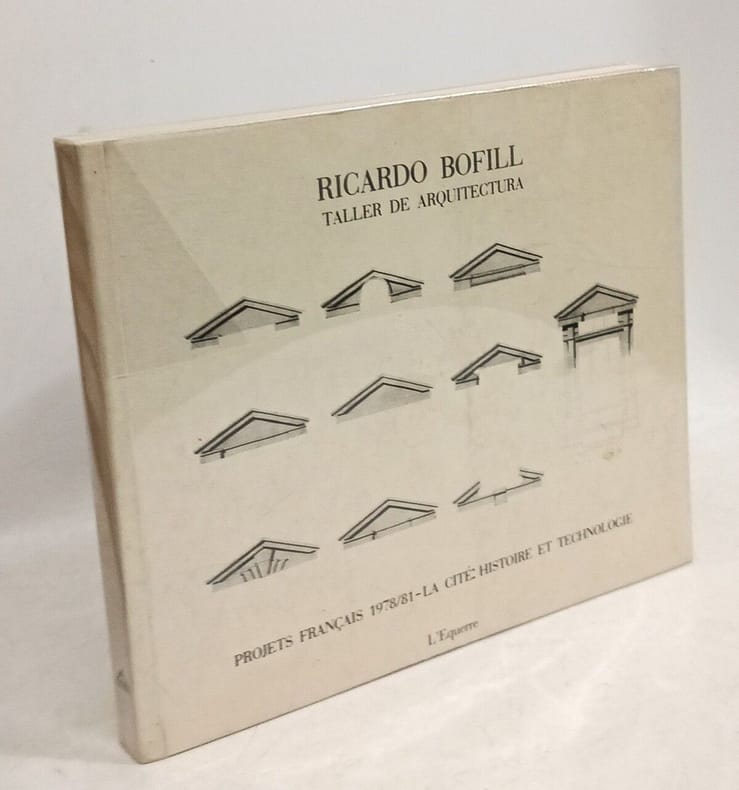 RICARDO BOFILL
TALLER DE ARQUITECTURA
PROJETS FRANÇAIS 1978/81-LA CITÉ: HISTOIRE ET TECHNOLOGIE
L'Equerre